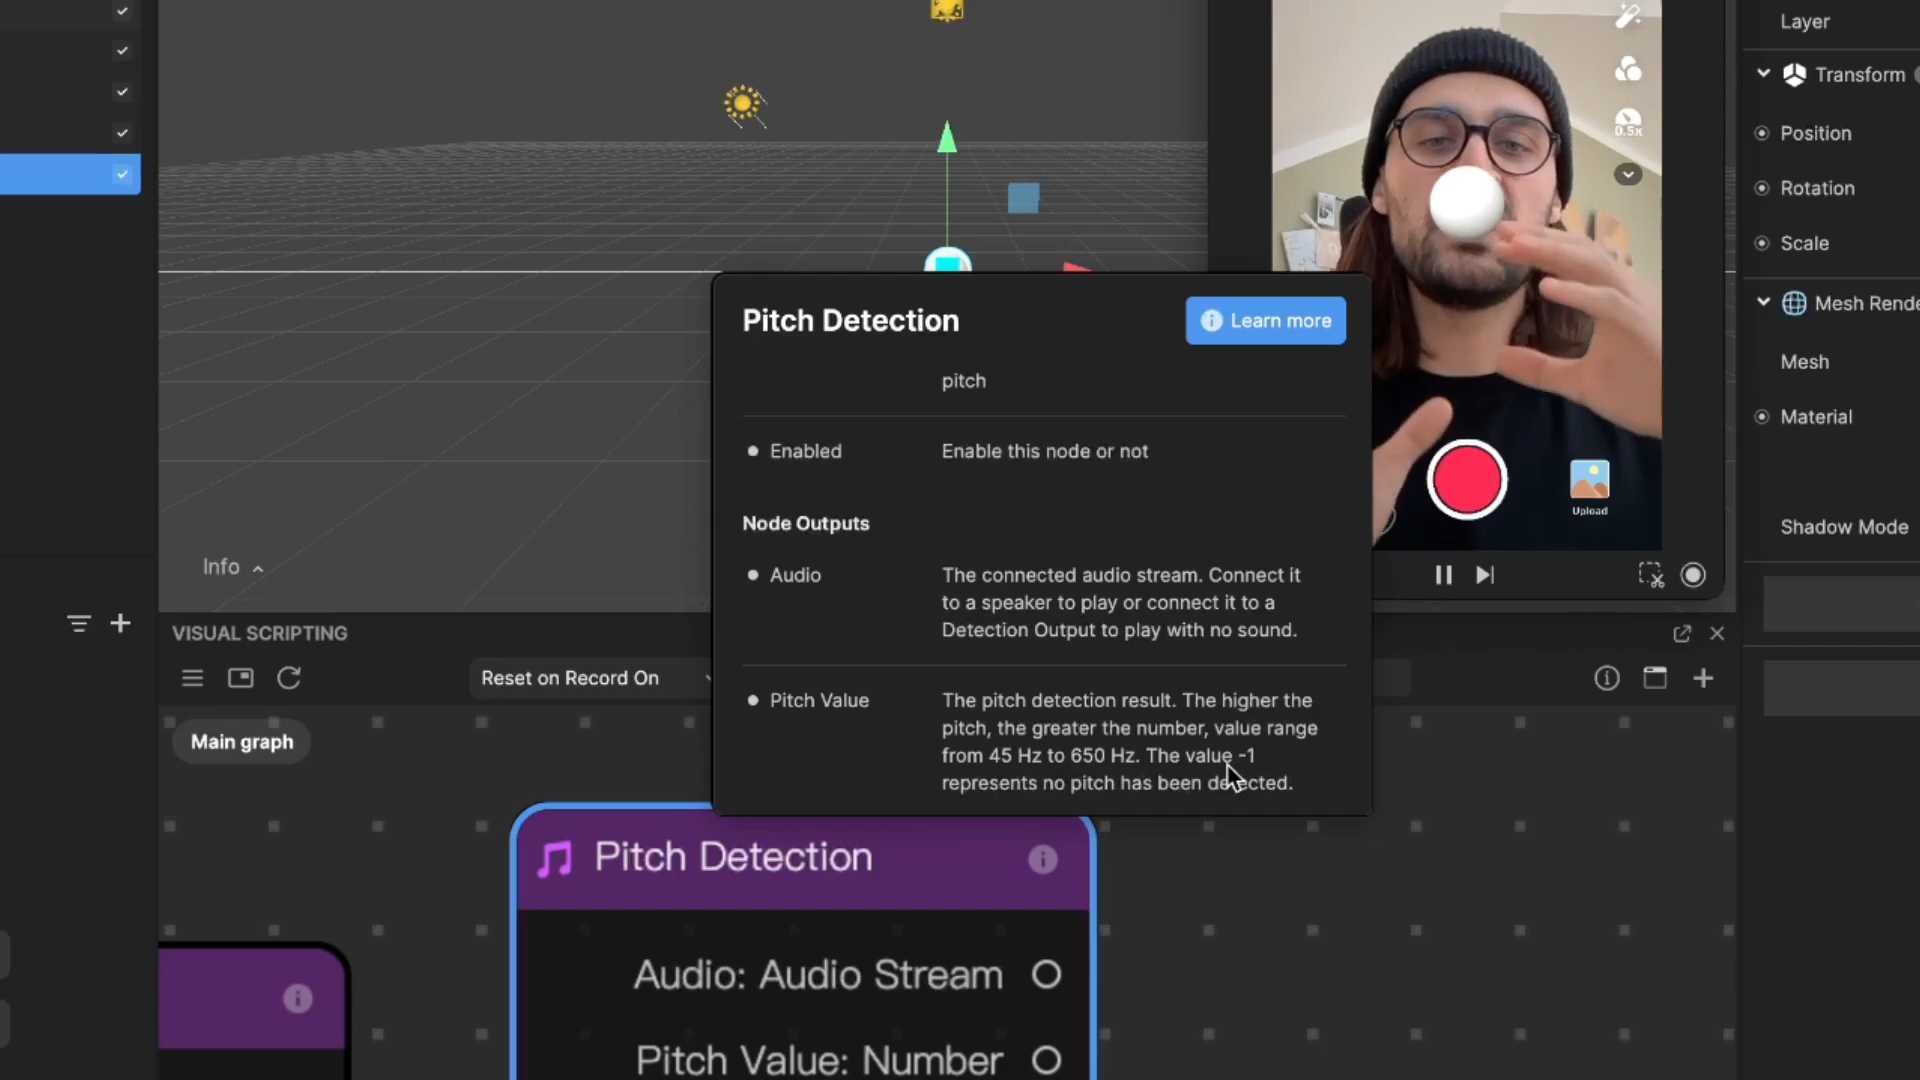 Layer
Transform
0.5x
Position
Rotation
Scale
Pitch Detection
Learn more
pitch
Mesh
Material
Enabled
Enable this node or not
Upload
Node Outputs
Shadow Mode
Info
Audio
The connected audio stream. Connect it
to a speaker to play or connect it to a
Detection Output to play with no sound.
VISUAL SCRIPTING
Reset on Record On
Pitch Value
The pitch detection result. The higher the
pitch, the greater the number, value range
from 45 Hz to 650 Hz. The value -1
represents no pitch has been detected.
Main graph
Pitch Detection
Audio: Audio Stream
Pitch Value: Number